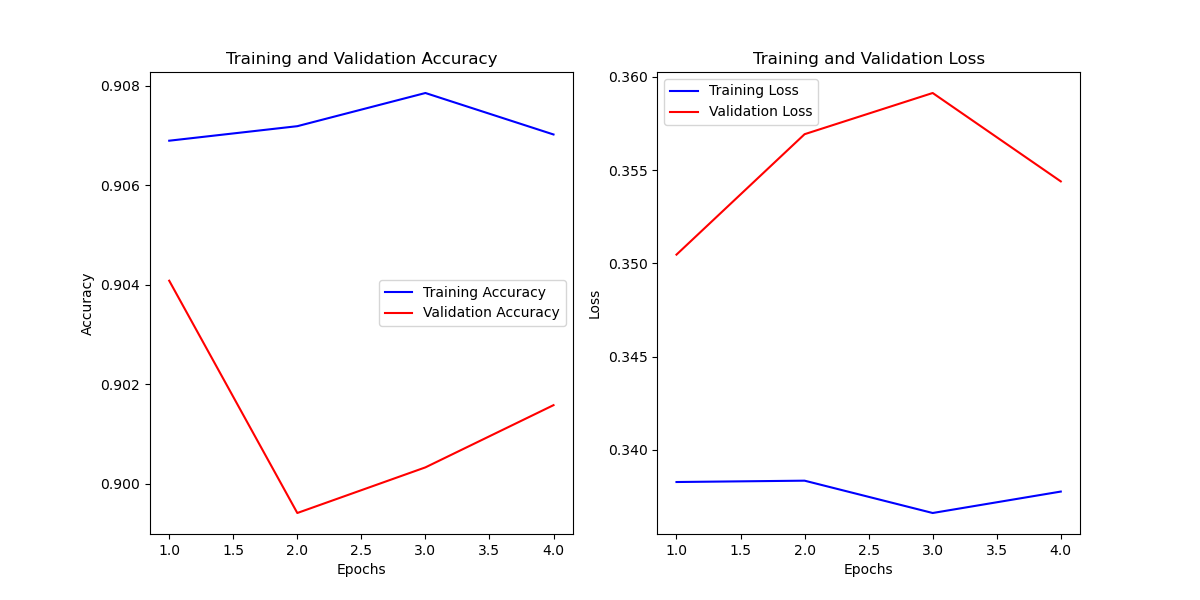 Training and Validation Accuracy
0.908
0.906
0.904
0.902
0.900
Accuracy
Training Accuracy
Validation Accuracy
1.0 1.5 2.0 2.5 3.0 3.5 4.0
Epochs
Training and Validation Loss
0.360
0.355
0.350
0.345
0.340
Loss
Training Loss
Validation Loss
1.0 1.5 2.0 2.5 3.0 3.5 4.0
Epochs